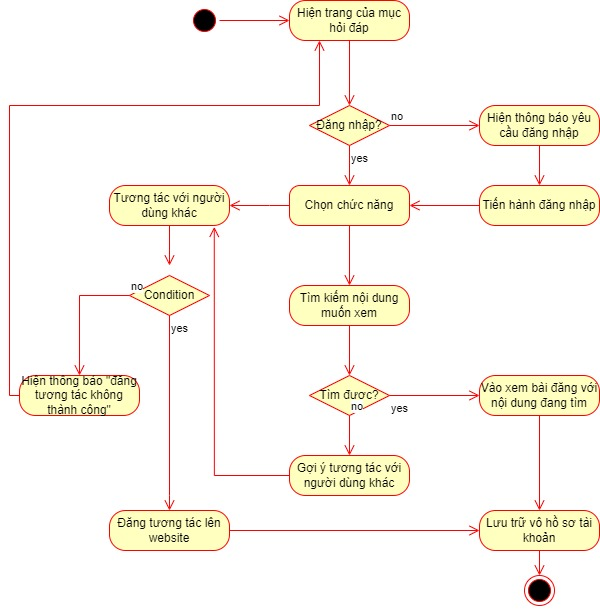 Hiện trang của mục
hỏi đáp
Đăng nhập?
no
Hiện thông báo yêu
cầu đăng nhập
yes
Tương tác với người
dùng khác
Chọn chức năng
Tiến hành đăng nhập
no
Condition
Tìm kiếm nội dung
muốn xem
yes
Hiện thông báo "đăng
tương tác không
thành công"
Tìm được?
no
yes
Vào xem bài đăng với
nội dung đang tìm
Gợi ý tương tác với
người dùng khác
Đăng tương tác lên
website
Lưu trữ vô hồ sơ tài
khoản